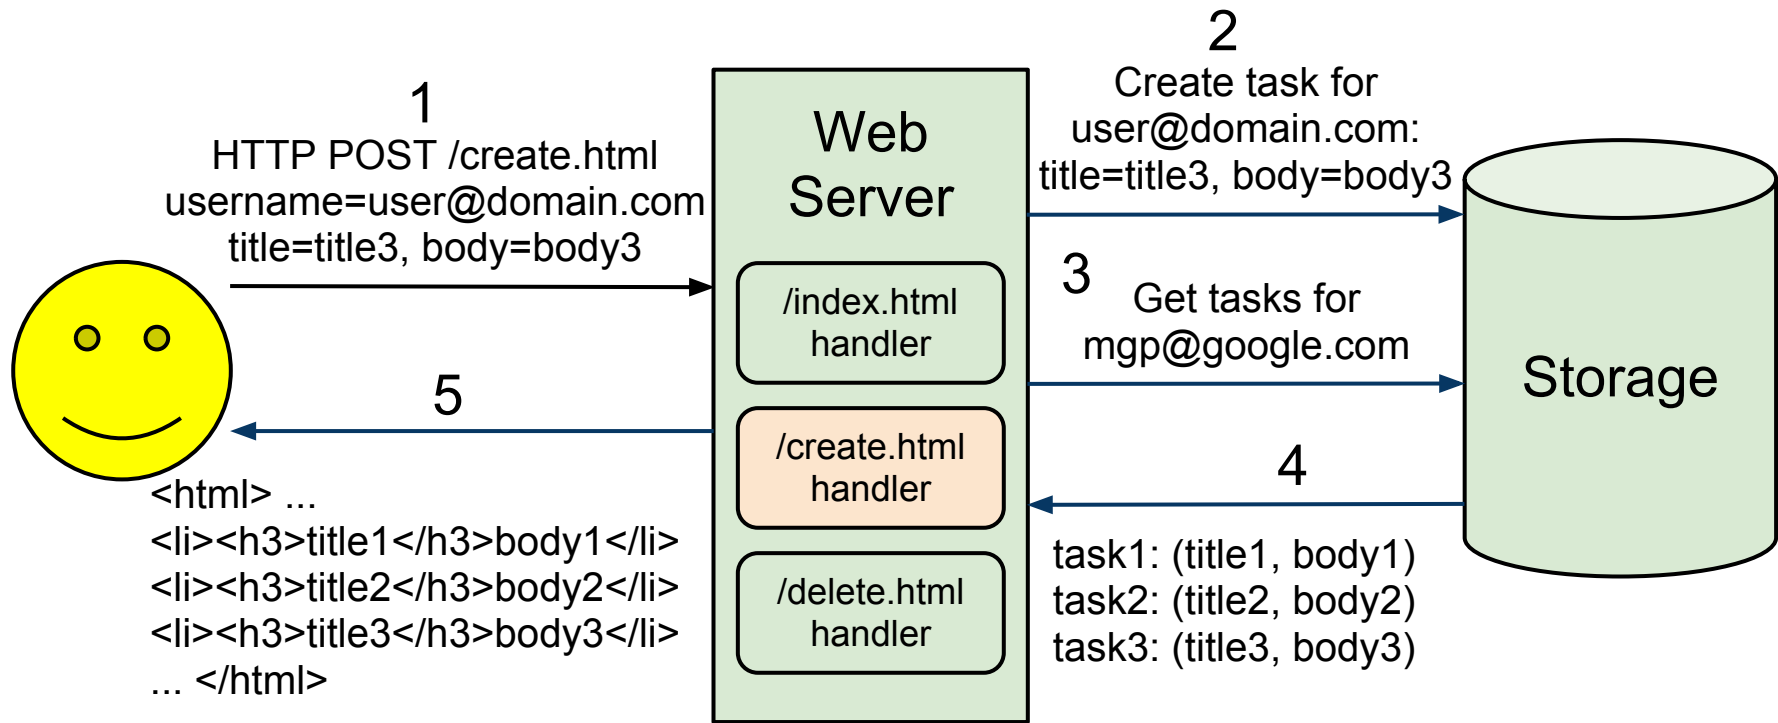 1
HTTP POST /create.html
username=user@domain.com
title=title3, body=body3
5
<html> ...
<li><h3>title1</h3>body1</li>
<li><h3>title2</h3>body2</li>
<li><h3>title3</h3>body3</li>
... </html>
Web
Server
/index.html
handler
/create.html
handler
/delete.html
handler
2
Create task for
user@domain.com:
title=title3, body=body3
3
Get tasks for
mgp@google.com
4
task1: (title1, body1)
task2: (title2, body2)
task3: (title3, body3)
Storage